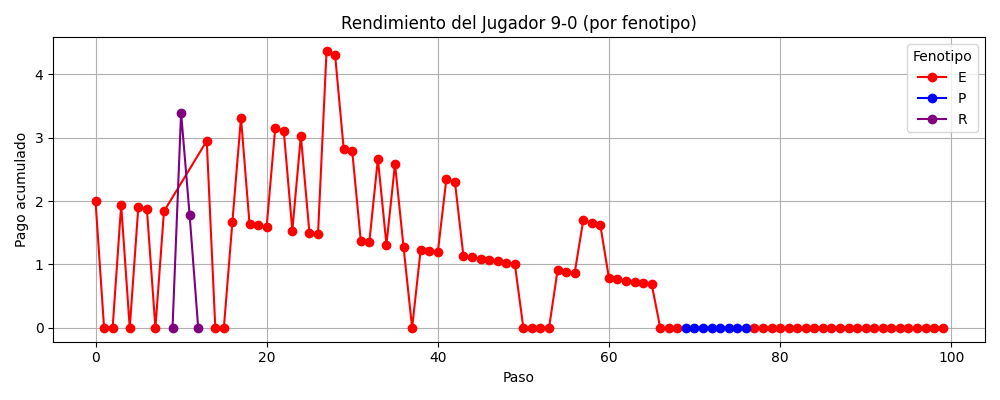 Rendimiento del Jugador 9-0 (por fenotipo)
Fenotipo
E
P
R
Pago acumulado
4
3
2
1
0
0 20 40 60 80 100
Paso